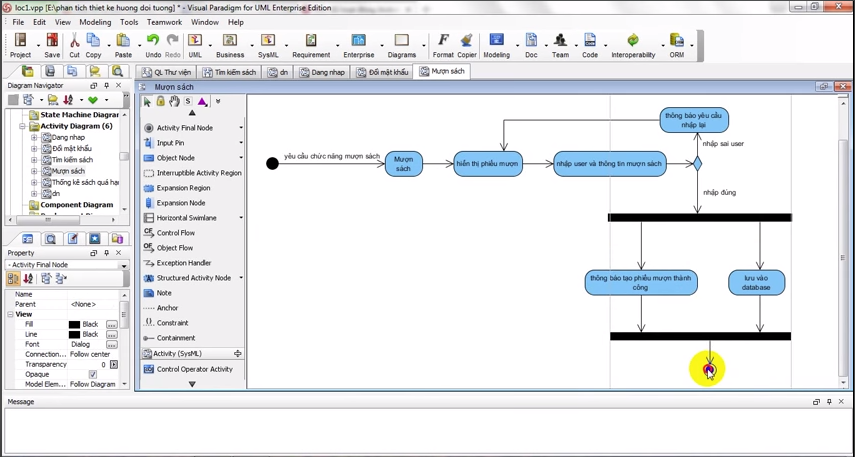 loc1.vpp [E:\phan tich thiet ke huong doi tuong] * - Visual Paradigm for UML Enterprise Edition
File Edit View Modeling Tools Teamwork Window Help
Project Save Cut Copy Paste Undo Redo UML Business SysML Requirement Enterprise Diagrams Format Copier Modeling Doc Team Code Interoperability ORM
Diagram Navigator
State Machine Diagram
Activity Diagram (6)
Dang nhap
Đổi mật khẩu
Tìm kiếm sách
Mượn sách
Thống kê sách quá hạ
dn
Component Diagram
Property
- Activity Final Node
Name
Parent <None>
View
Fill Black ...
Line Black ...
Font Dialog ...
Connection... Follow center
Transparency 0
Opaque
Model Elem... Follow Diagram
QL Thư viện Tìm kiếm sách dn Dang nhap Đổi mật khẩu Mượn sách
Mượn sách
S A
Activity Final Node
Input Pin
Object Node
Interruptible Activity Region
Expansion Region
Expansion Node
Horizontal Swimlane
CF Control Flow
OF Object Flow
Exception Handler
Structured Activity Node
Note
Anchor
Constraint
Containment
Activity (SysML)
Control Operator Activity
thông báo yêu cầu
nhập lại
nhập sai user
yêu cầu chức năng mượn sách
Mượn
sách
hiển thị phiếu mượn
nhập user và thông tin mượn sách
nhập đúng
thông báo tạo phiếu mượn thành
công
lưu vào
database
Message